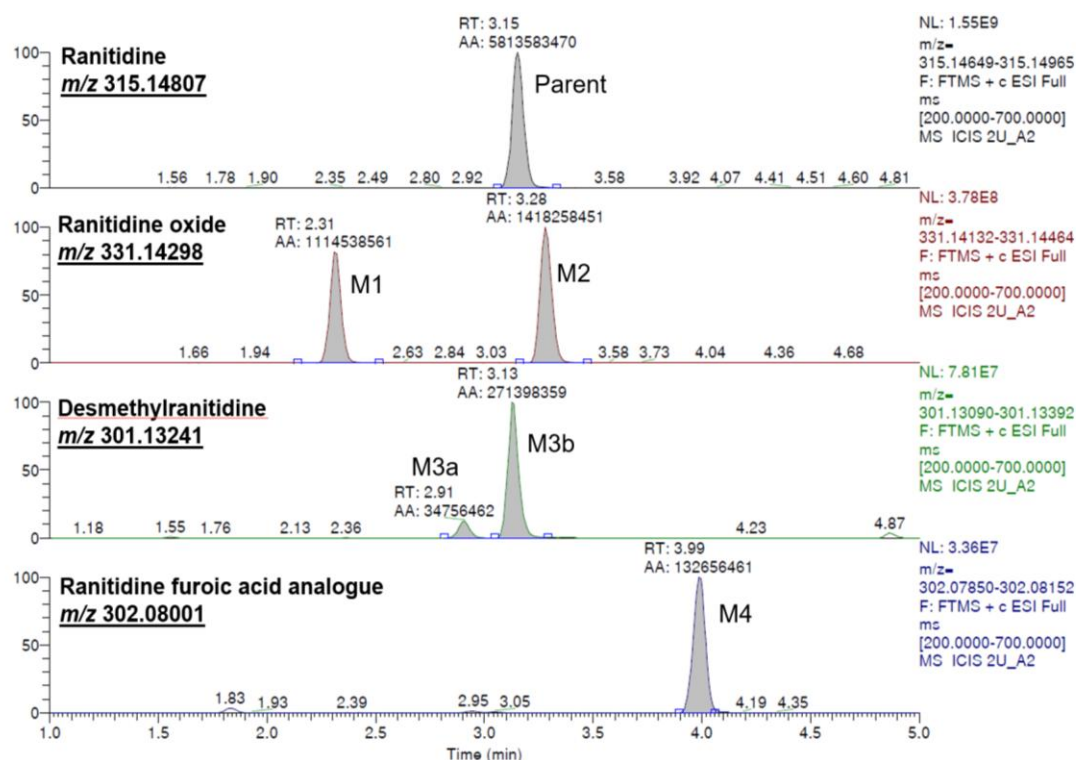 RT: 3.15
AA: 5813583470
Ranitidine
m/z 315.14807
Parent
100
50
0
1.56 1.78 1.90 2.35 2.49 2.80 2.92 3.58 3.92 4.07 4.41 4.51 4.60 4.81
NL: 1.55E9
m/z=
315.14649-315.14965
F: FTMS + c ESI Full
ms
[200.0000-700.0000]
MS ICIS 2U_A2
Ranitidine oxide
m/z 331.14298
RT: 2.31
AA: 1114538561
M1
RT: 3.28
AA: 1418258451
M2
100
50
0
1.66 1.94 2.63 2.84 3.03 3.58 3.73 4.04 4.36 4.68
NL: 3.78E8
m/z=
331.14132-331.14464
F: FTMS + c ESI Full
ms
[200.0000-700.0000]
MS ICIS 2U_A2
Desmethylranitidine
m/z 301.13241
RT: 3.13
AA: 271398359
M3b
M3a
RT: 2.91
AA: 34756462
100
50
0
1.18 1.55 1.76 2.13 2.36 4.23 4.87
NL: 7.81E7
m/z=
301.13090-301.13392
F: FTMS + c ESI Full
ms
[200.0000-700.0000]
MS ICIS 2U_A2
Ranitidine furoic acid analogue
m/z 302.08001
RT: 3.99
AA: 132656461
M4
100
50
0
1.83 1.93 2.39 2.95 3.05 4.19 4.35
NL: 3.36E7
m/z=
302.07850-302.08152
F: FTMS + c ESI Full
ms
[200.0000-700.0000]
MS ICIS 2U_A2
1.0 1.5 2.0 2.5 3.0 3.5 4.0 4.5 5.0
Time (min)